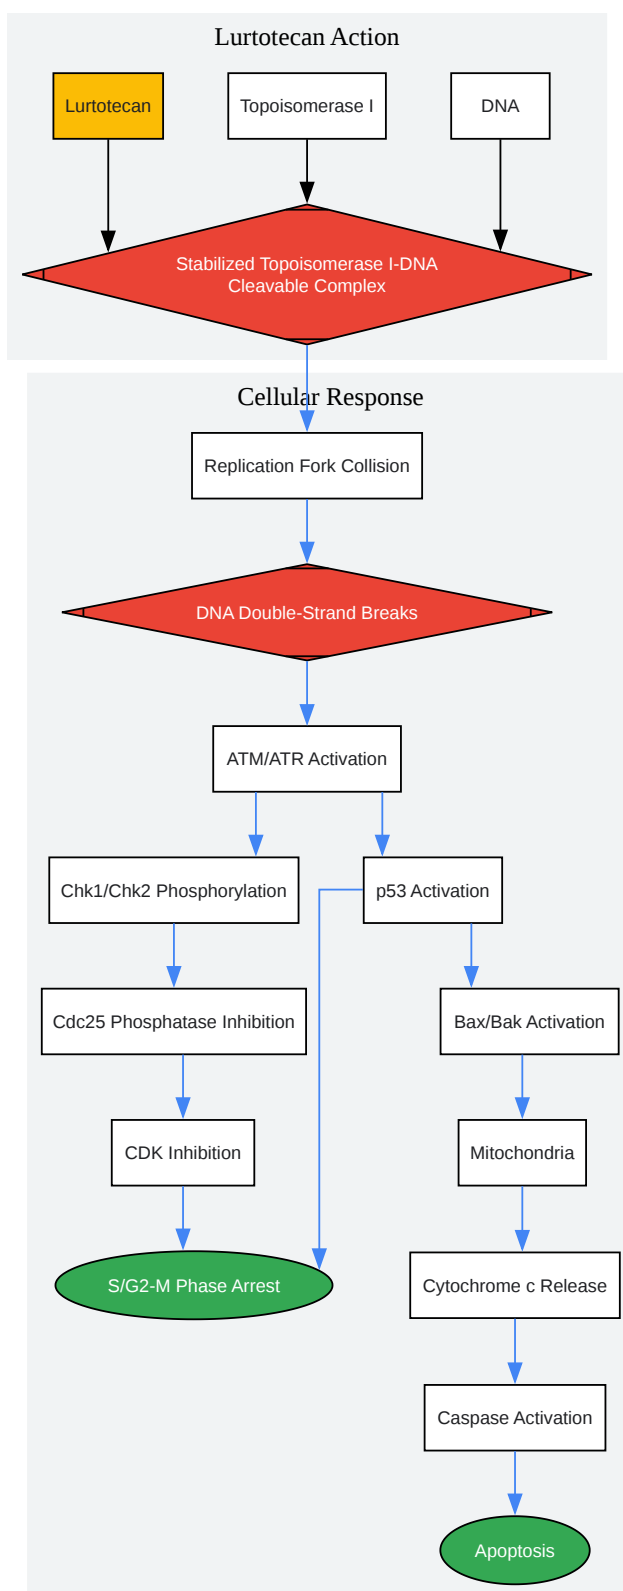 Lurtotecan Action
Lurtotecan
Topoisomerase I
DNA
Stabilized Topoisomerase I-DNA
Cleavable Complex
Cellular Response
Replication Fork Collision
DNA Double-Strand Breaks
ATM/ATR Activation
Chk1/Chk2 Phosphorylation
p53 Activation
Cdc25 Phosphatase Inhibition
Bax/Bak Activation
CDK Inhibition
Mitochondria
S/G2-M Phase Arrest
Cytochrome c Release
Caspase Activation
Apoptosis